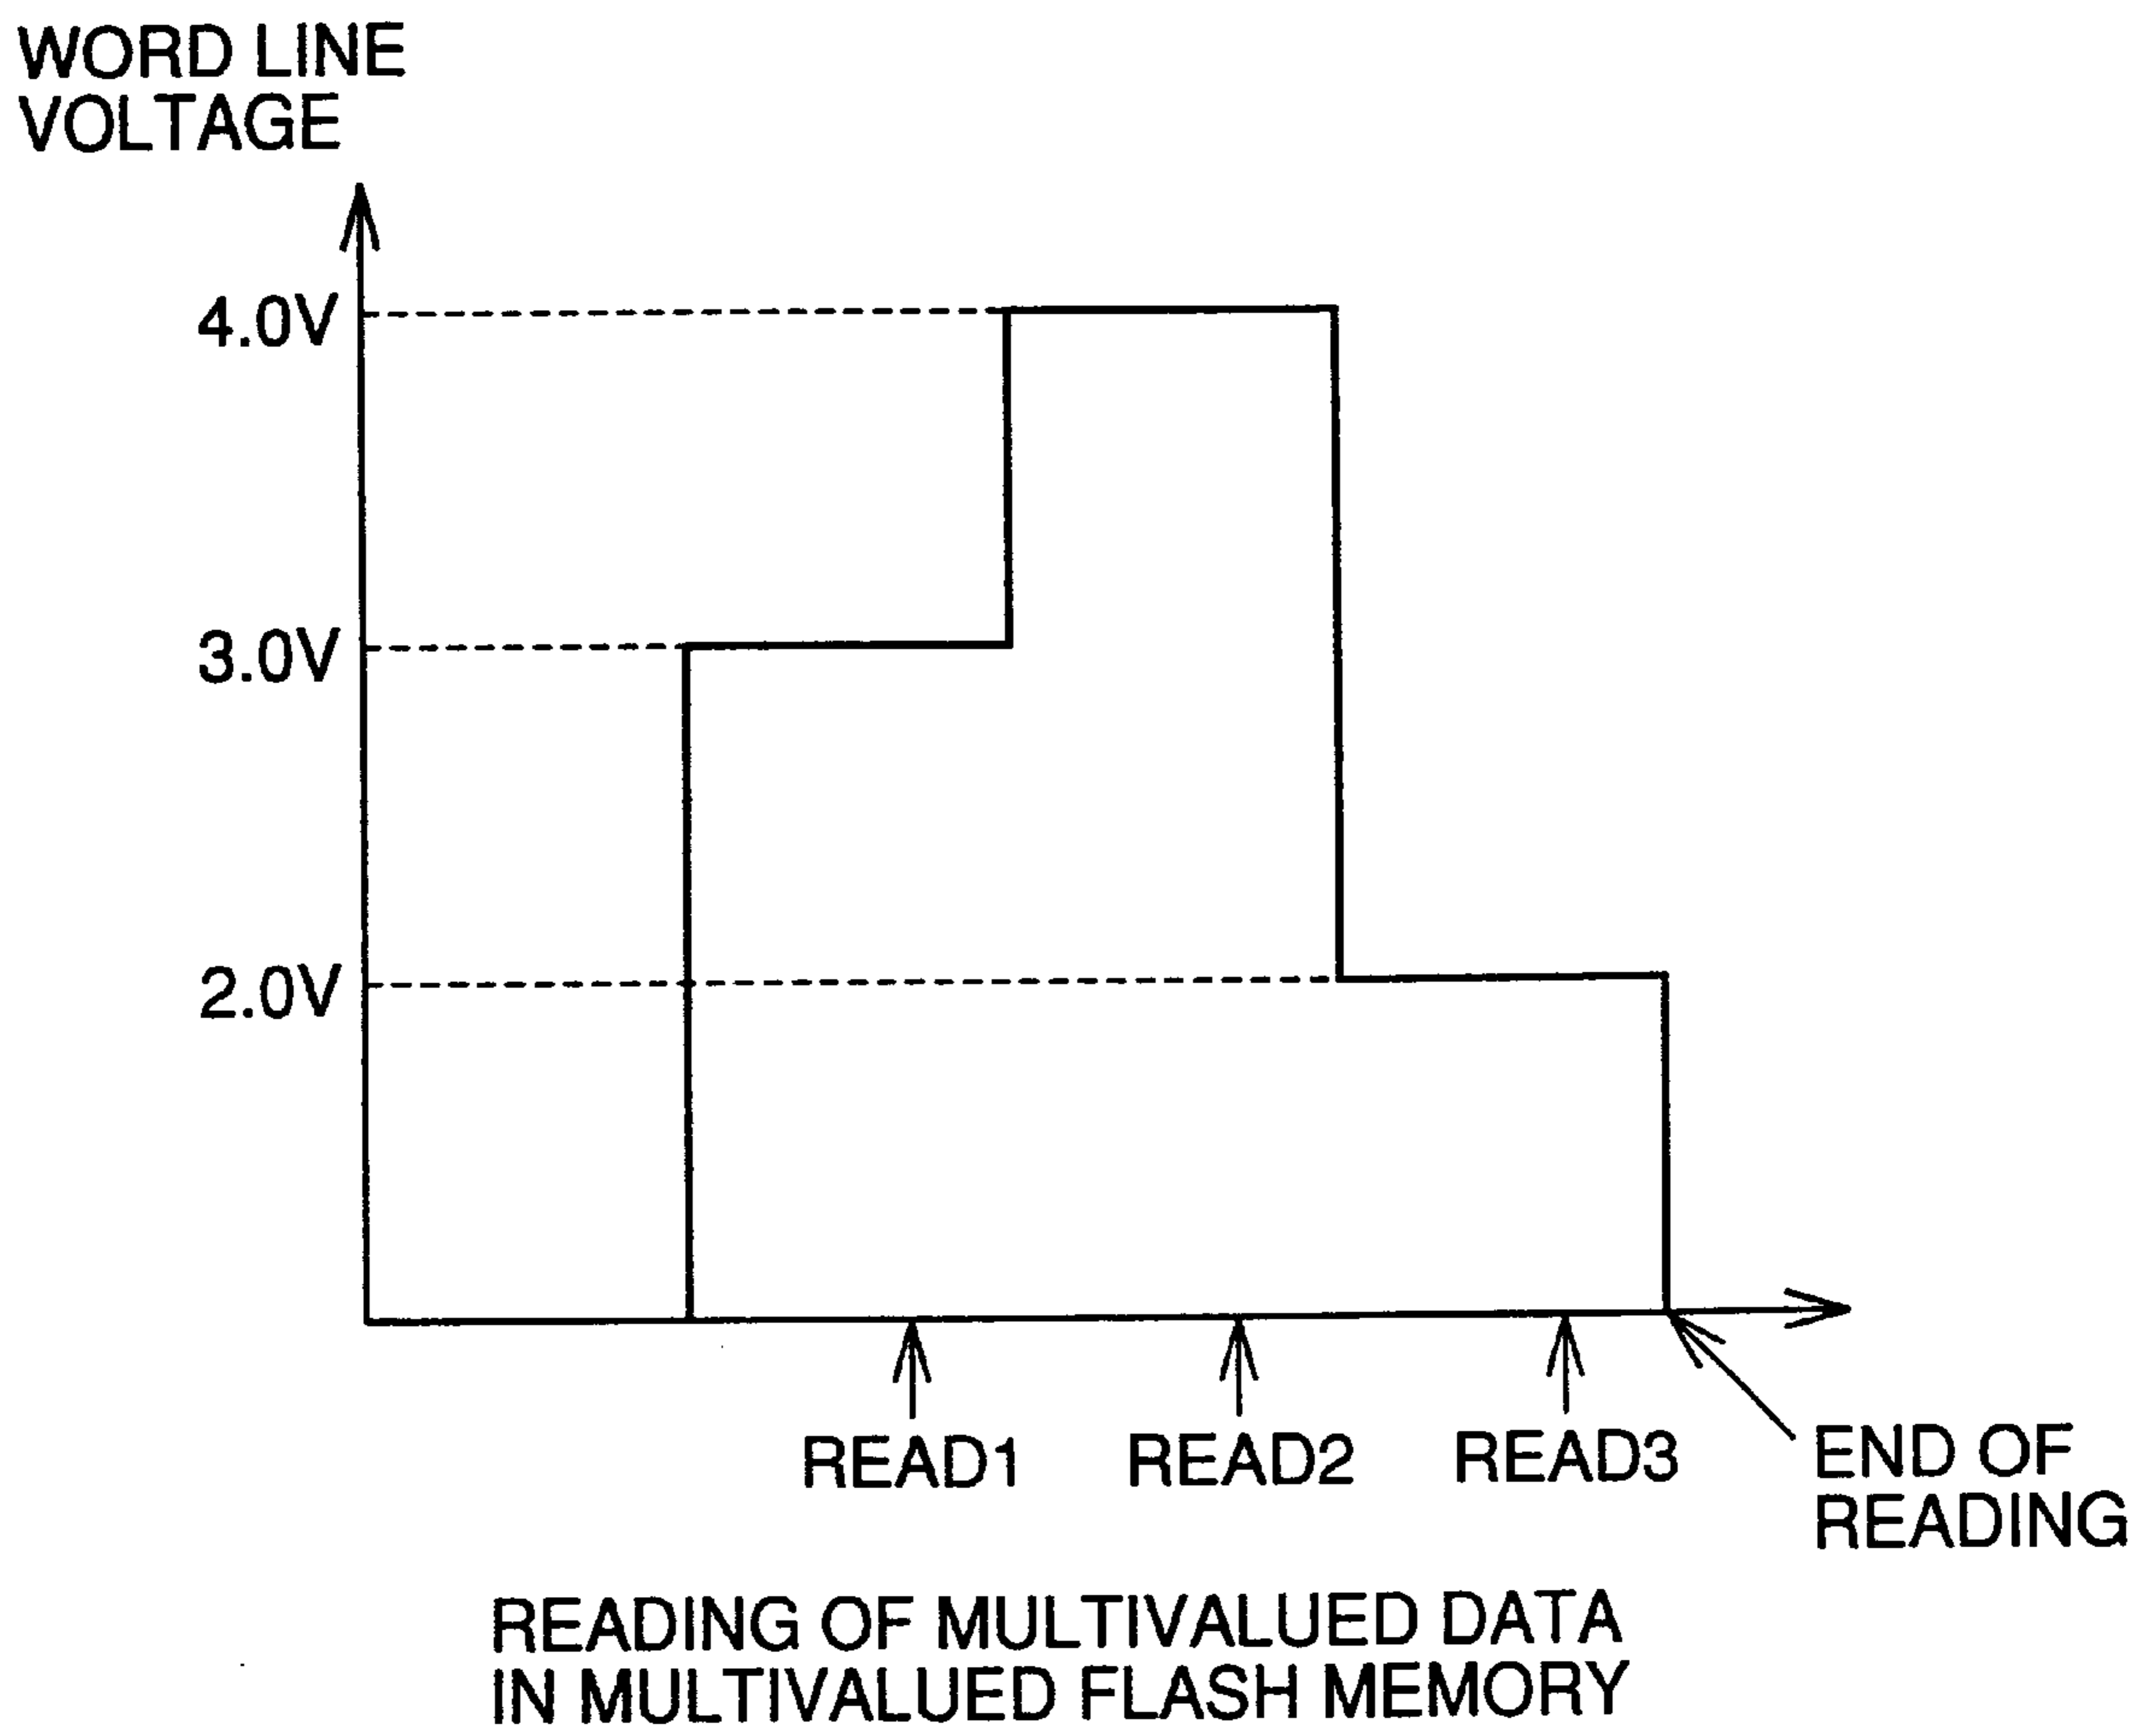 WORD LINE
VOLTAGE
4.0V
3.0V
2.0V
READ1
READ2
READ3
END OF
READING
READING OF MULTIVALUED DATA
IN MULTIVALUED FLASH MEMORY